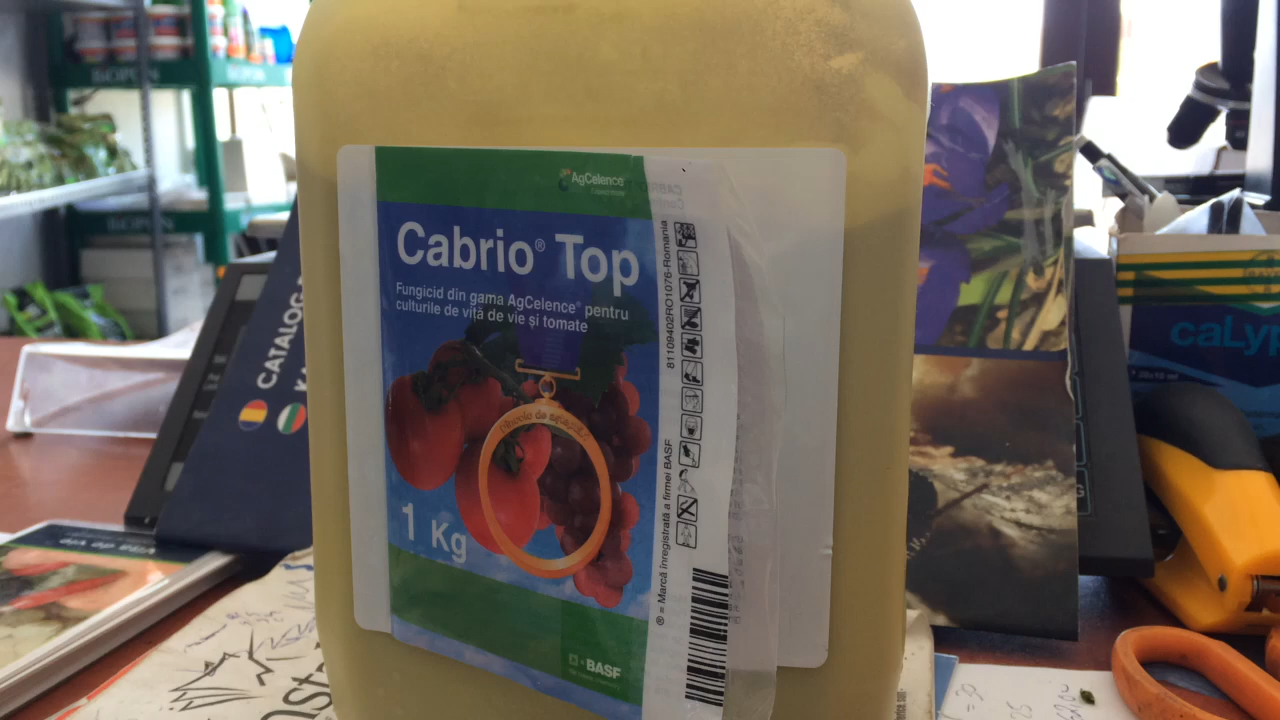 AgCelence
Cabrio® Top
Fungicid din gama AgCelence® pentru
culturile de viță de vie și tomate
1 Kg
BASF
81109402RO1076-Romania
® = Marcă înregistrată a firmei BASF
CATALOG
caLyp